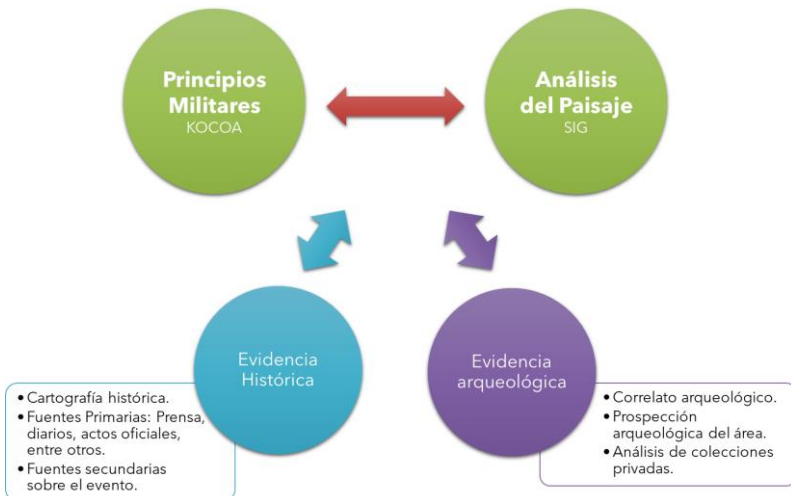 Principios
Militares
KOCOA
Análisis
del Paisaje
SIG
Evidencia
Histórica
• Cartografía histórica.
• Fuentes Primarias: Prensa,
diarios, actos oficiales,
entre otros.
• Fuentes secundarias
sobre el evento.
Evidencia
arqueológica
• Correlato arqueológico.
• Prospección
arqueológica del área.
• Análisis de colecciones
privadas.